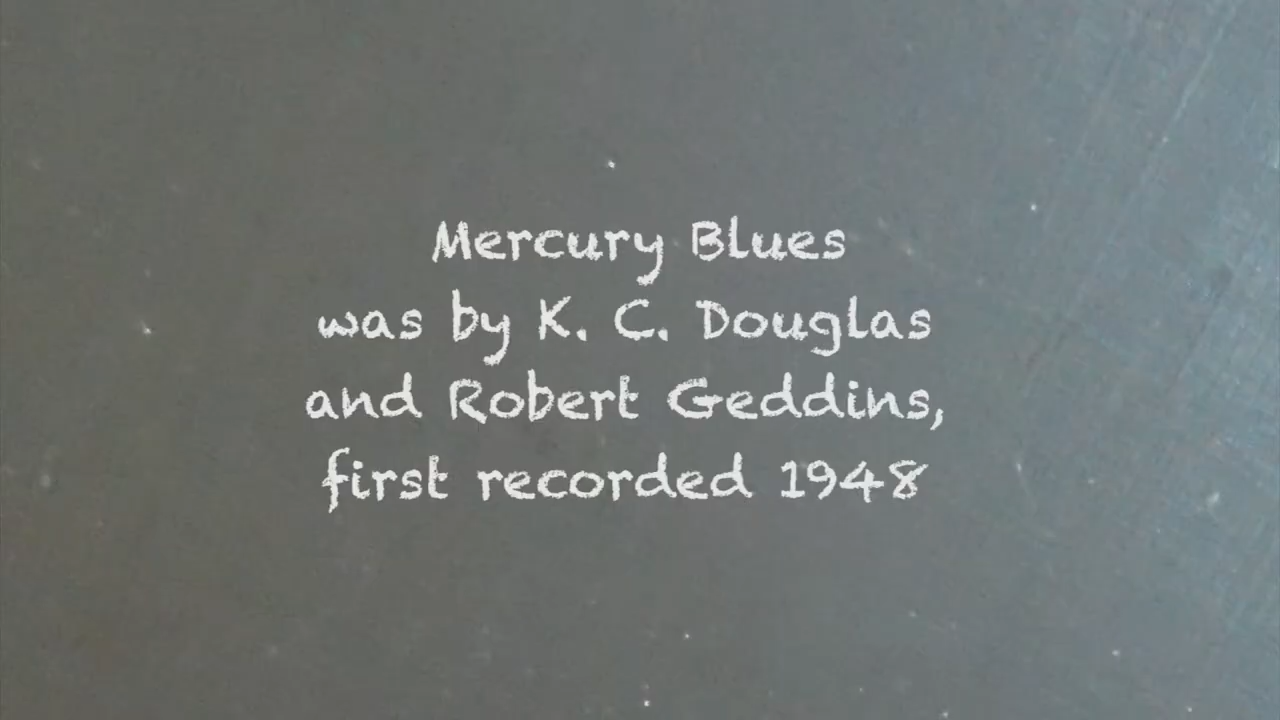 Mercury Blues
was by K. C. Douglas
and Robert Geddins,
first recorded 1948